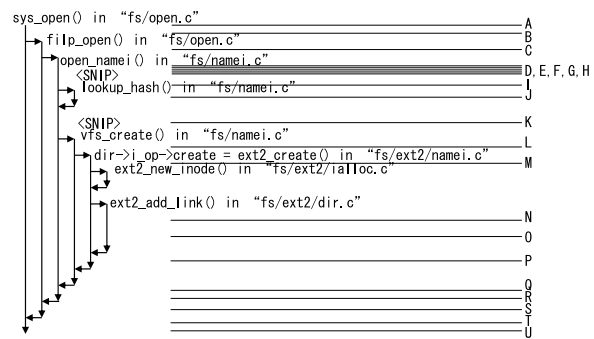 sys_open() in “fs/open.c”
A
filp_open() in “fs/open.c”
B
C
open_namei() in “fs/namei.c”
D, E, F, G, H
<SNIP>
lookup_hash() in “fs/namei.c”
I
J
<SNIP>
K
vfs_create() in “fs/namei.c”
L
dir->i_op->create = ext2_create() in “fs/ext2/namei.c”
M
ext2_new_inode() in “fs/ext2/ialloc.c”
ext2_add_link() in “fs/ext2/dir.c”
N
O
P
Q
R
S
T
U